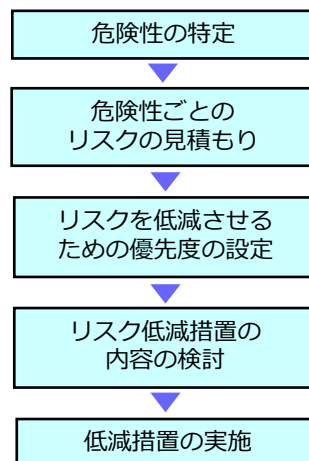 危険性の特定
危険性ごとの
リスクの見積もり
リスクを低減させる
ための優先度の設定
リスク低減措置の
内容の検討
低減措置の実施